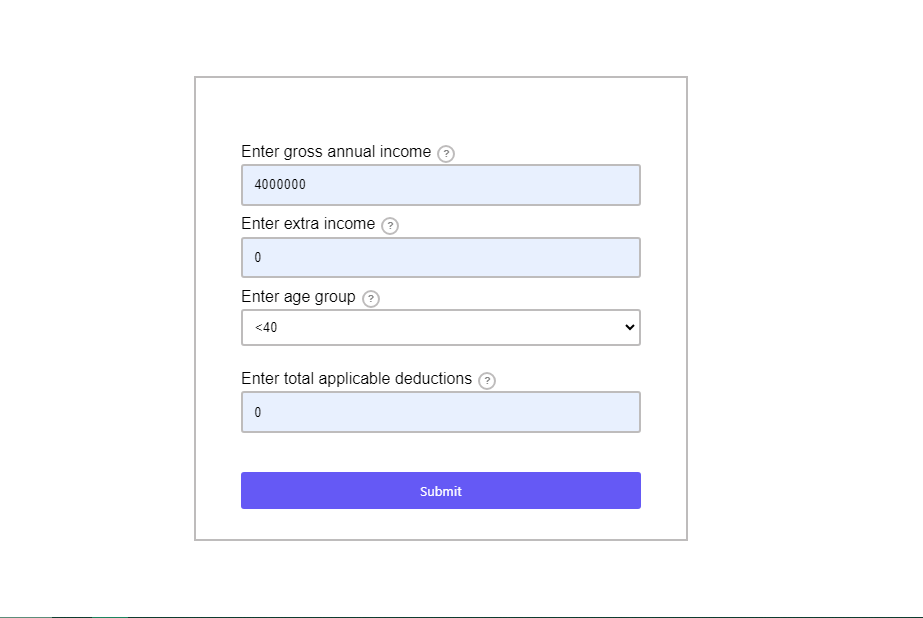 Enter gross annual income ?
4000000
Enter extra income ?
0
Enter age group ?
<40
Enter total applicable deductions ?
0
Submit